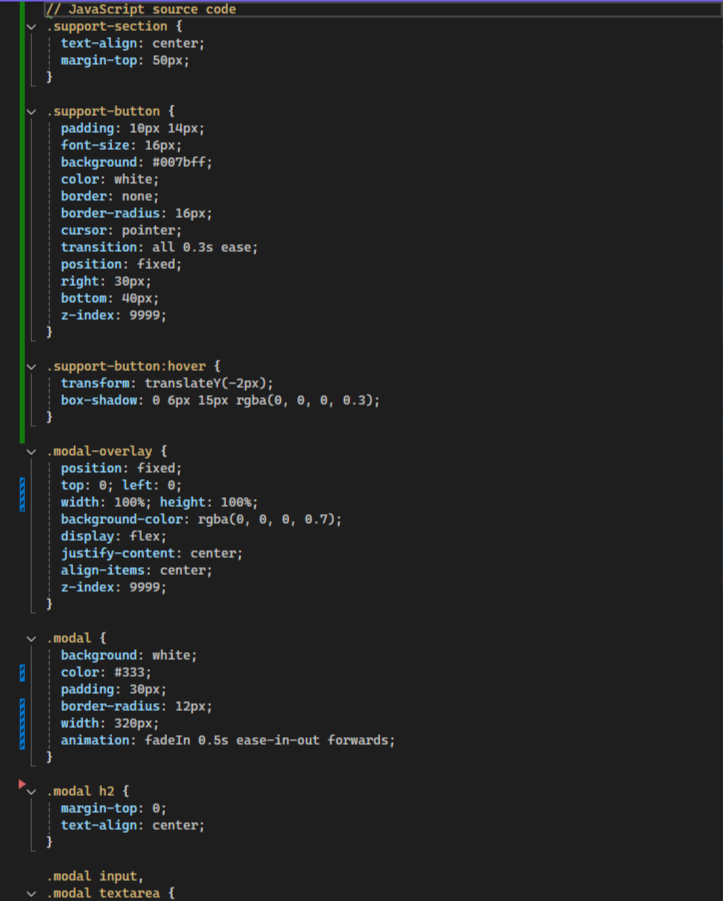 // JavaScript source code
.support-section {
text-align: center;
margin-top: 50px;
}
.support-button {
padding: 10px 14px;
font-size: 16px;
background: #007bff;
color: white;
border: none;
border-radius: 16px;
cursor: pointer;
transition: all 0.3s ease;
position: fixed;
right: 30px;
bottom: 40px;
z-index: 9999;
}
.support-button:hover {
transform: translateY(-2px);
box-shadow: 0 6px 15px rgba(0, 0, 0, 0.3);
}
.modal-overlay {
position: fixed;
top: 0; left: 0;
width: 100%; height: 100%;
background-color: rgba(0, 0, 0, 0.7);
display: flex;
justify-content: center;
align-items: center;
z-index: 9999;
}
.modal {
background: white;
color: #333;
padding: 30px;
border-radius: 12px;
width: 320px;
animation: fadeIn 0.5s ease-in-out forwards;
}
.modal h2 {
margin-top: 0;
text-align: center;
}
.modal input,
.modal textarea {